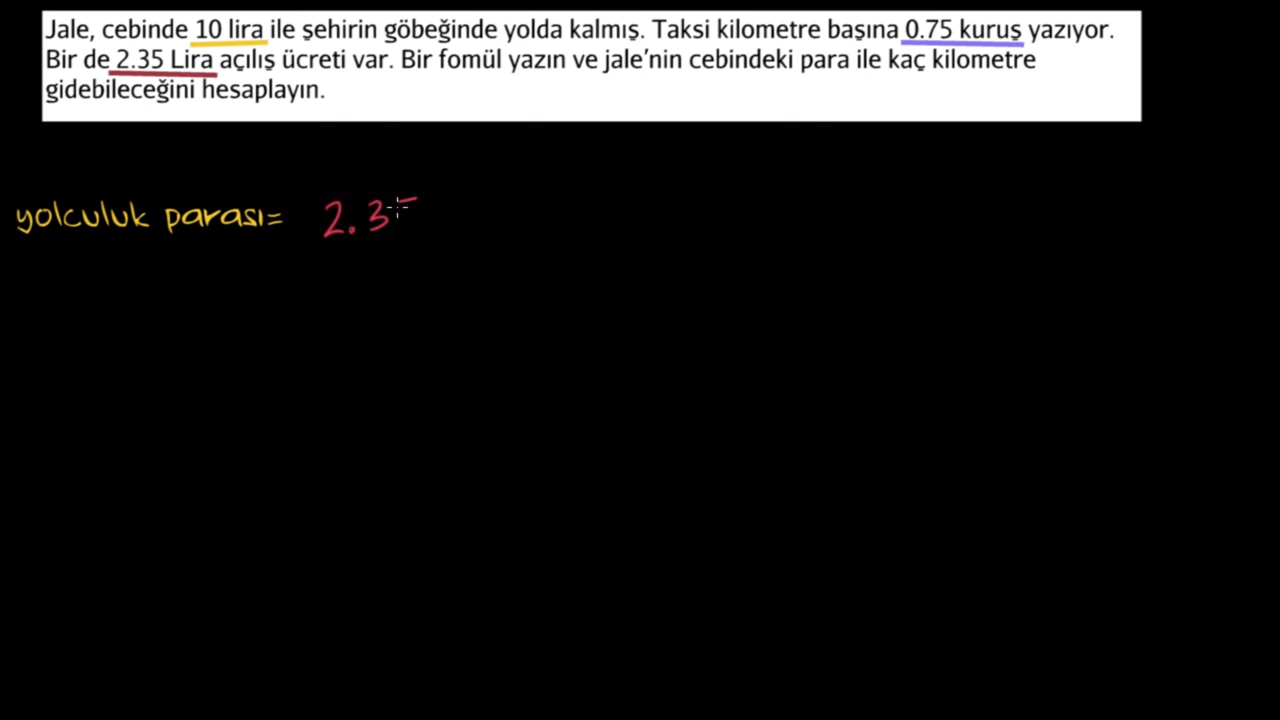 Jale, cebinde 10 lira ile şehirin göbeğinde yolda kalmış. Taksi kilometre başına 0.75 kuruş yazıyor.
Bir de 2.35 Lira açılış ücreti var. Bir fomül yazın ve jale’nin cebindeki para ile kaç kilometre
gidebileceğini hesaplayın.
yolculuk parası= 2.3